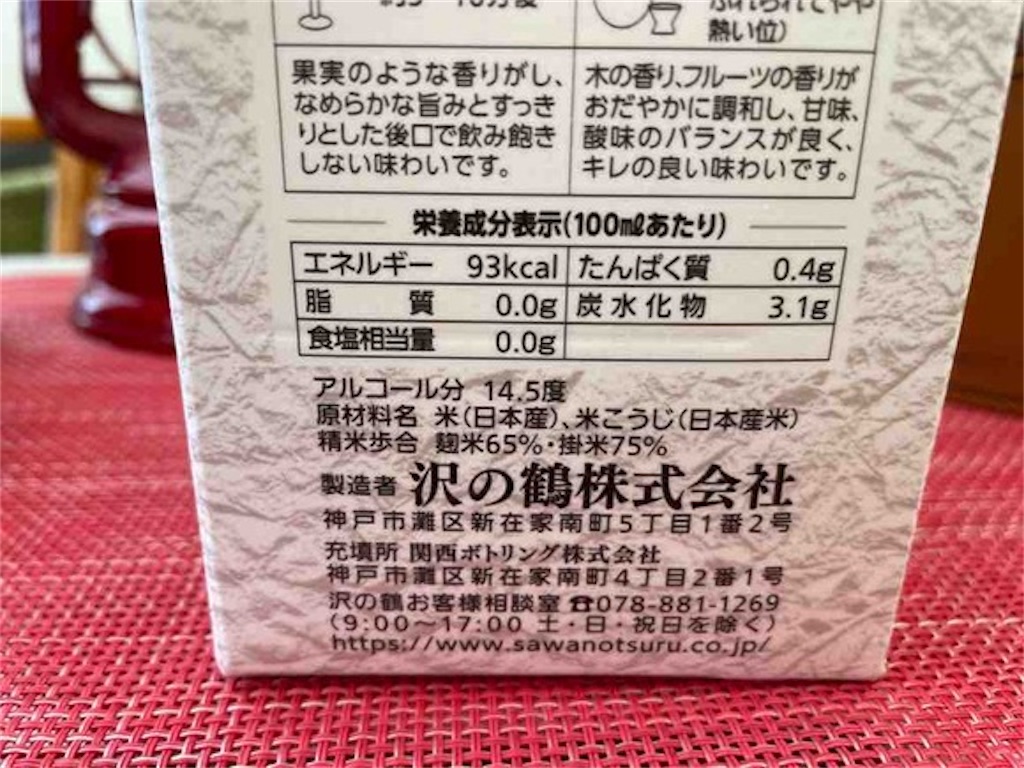 熱い位)
果実のような香りがし、
なめらかな旨みとすっき
りとした後口で飲み飽き
しない味わいです。
木の香り、フルーツの香りが
おだやかに調和し、甘味、
酸味のバランスが良く、
キレの良い味わいです。
栄養成分表示(100mℓあたり)
エネルギー 93kcal たんぱく質 0.4g
脂質 0.0g 炭水化物 3.1g
食塩相当量 0.0g
アルコール分 14.5度
原材料名 米(日本産)、米こうじ(日本産米)
精米歩合 麹米65%・掛米75%
製造者 沢の鶴株式会社
神戸市灘区新在家南町5丁目1番2号
充填所 関西ボトリング株式会社
神戸市灘区新在家南町4丁目2番1号
沢の鶴お客様相談室 ☎078-881-1269
(9:00~17:00 土・日・祝日を除く)
https://www.sawanotsuru.co.jp/